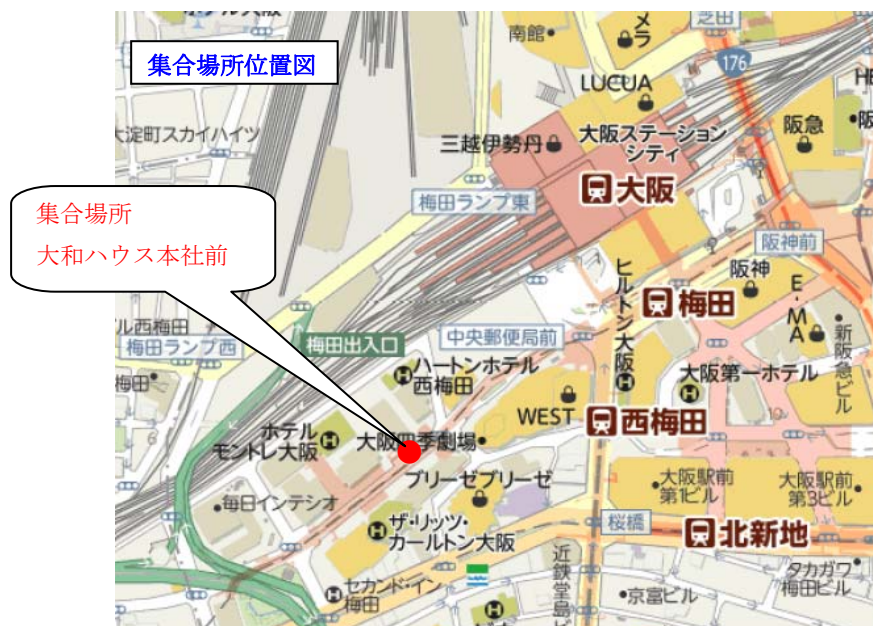 集合場所位置図
集合場所
大和ハウス本社前
南館
メラ
芝田
176
LUCUA
大阪ステーション
シティ
三越伊勢丹
阪急
大淀町スカイハイツ
梅田ランプ東
大阪
阪神前
阪神
梅田
ヒルトン大阪
E・MA
新阪急ビル
ル西梅田
梅田ランプ西
梅田出入口
中央郵便局前
ハートンホテル
西梅田
大阪第一ホテル
梅田
6
WEST
西梅田
10
ホテル
モントレ大阪
大阪四季劇場
ブリーゼブリーゼ
毎日インテシオ
大阪駅前
第1ビル
大阪駅前
第3ビル
ザ・リッツ・
カールトン大阪
桜橋
北新地
近鉄堂島ビ
セカンド・イン
梅田
京富ビル
タカガワ
梅田ビル